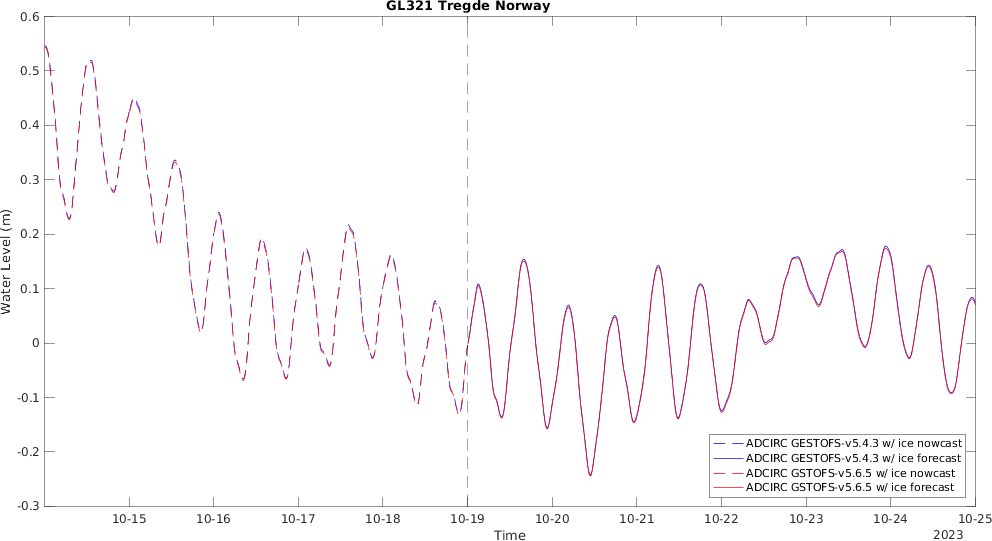 GL321 Tregde Norway
0.6
0.5
0.4
0.3
0.2
0.1
0
-0.1
-0.2
-0.3
Water Level (m)
ADCIRC GESTOFS-v5.4.3 w/ ice nowcast
ADCIRC GESTOFS-v5.4.3 w/ ice forecast
ADCIRC GSTOFS-v5.6.5 w/ ice nowcast
ADCIRC GSTOFS-v5.6.5 w/ ice forecast
10-15 10-16 10-17 10-18 10-19 10-20 10-21 10-22 10-23 10-24 10-25
Time
2023